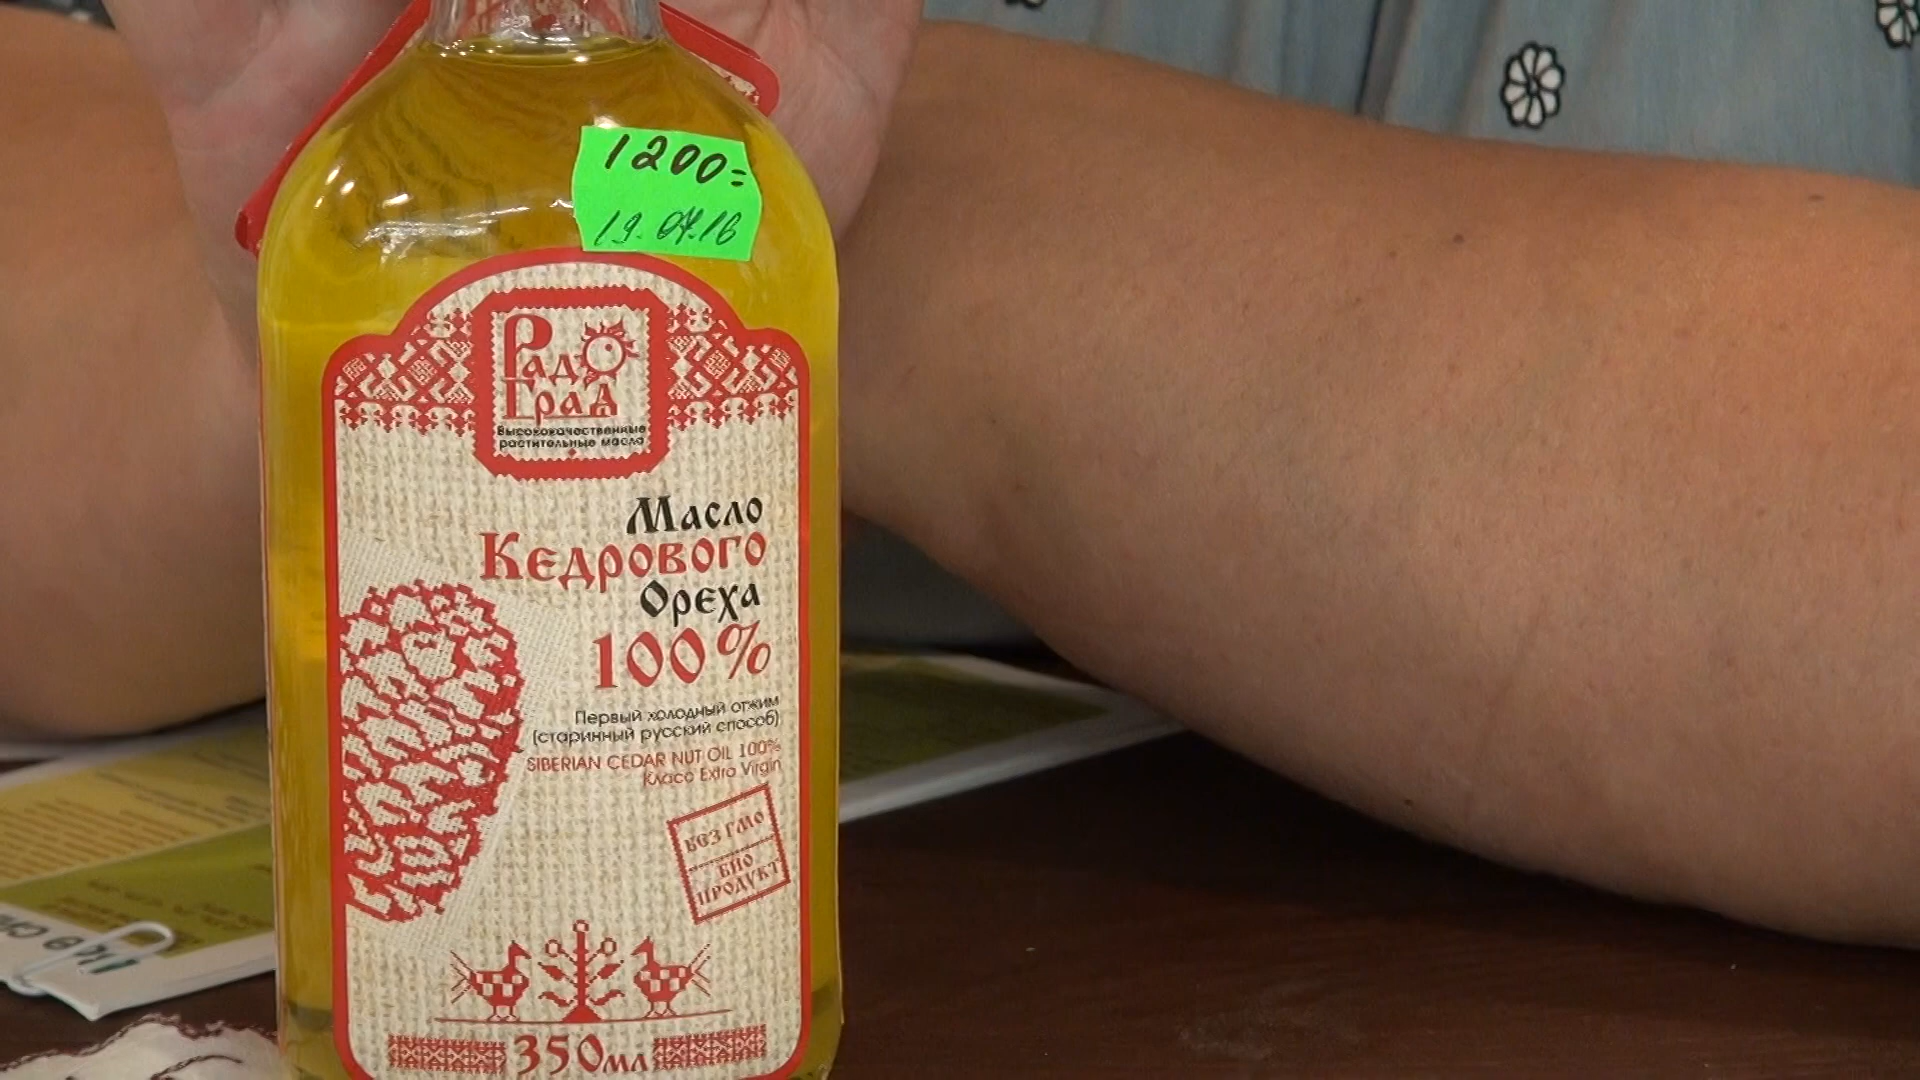 1200=
19.07.16
РадО
Град
Высококачественные
растительные масла
Масло
Кедрового
Ореха
100%
Первый холодный отжим
(старинный русский способ)
SIBERIAN CEDAR NUT OIL 100%
Класс Extra Virgin
БЕЗ ГМО
БИО
ПРОДУКТ
350мл